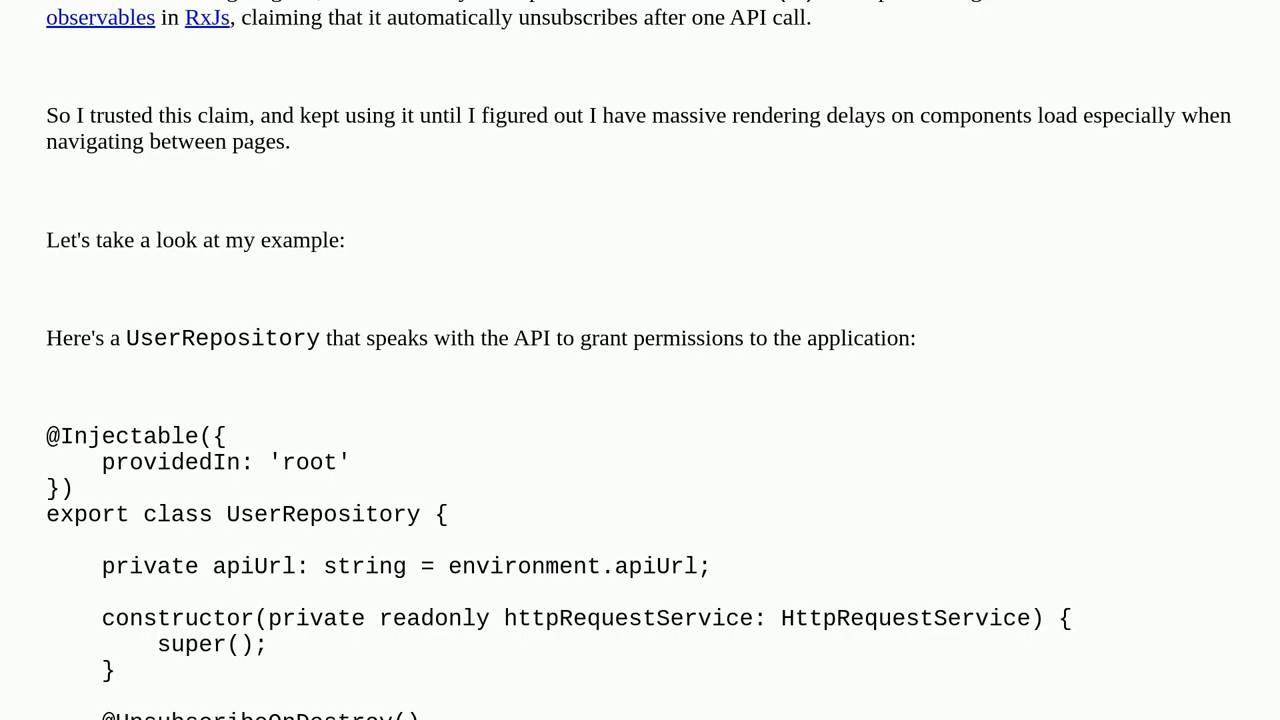 observables in RxJs, claiming that it automatically unsubscribes after one API call.
So I trusted this claim, and kept using it until I figured out I have massive rendering delays on components load especially when
navigating between pages.
Let's take a look at my example:
Here's a UserRepository that speaks with the API to grant permissions to the application:
@Injectable({
    providedIn: 'root'
})
export class UserRepository {
    private apiUrl: string = environment.apiUrl;
    constructor(private readonly httpRequestService: HttpRequestService) {
        super();
    }
    @UnsubscribeOnDestroy()